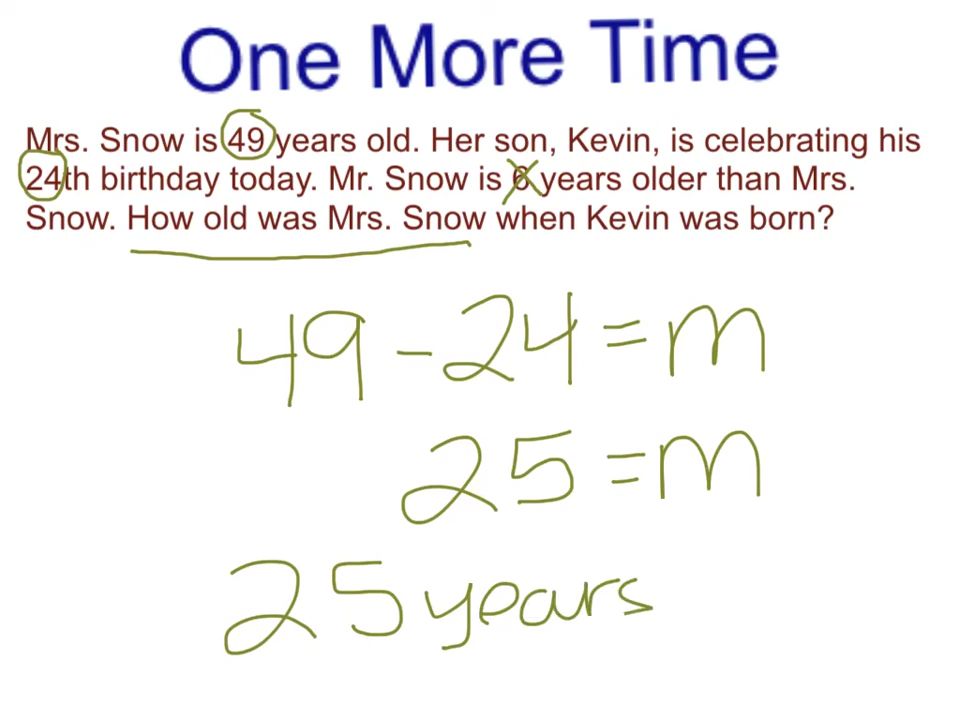 One More Time
Mrs. Snow is 49 years old. Her son, Kevin, is celebrating his
24th birthday today. Mr. Snow is 6 years older than Mrs.
Snow. How old was Mrs. Snow when Kevin was born?
49 - 24 = m
25 = m
25 years